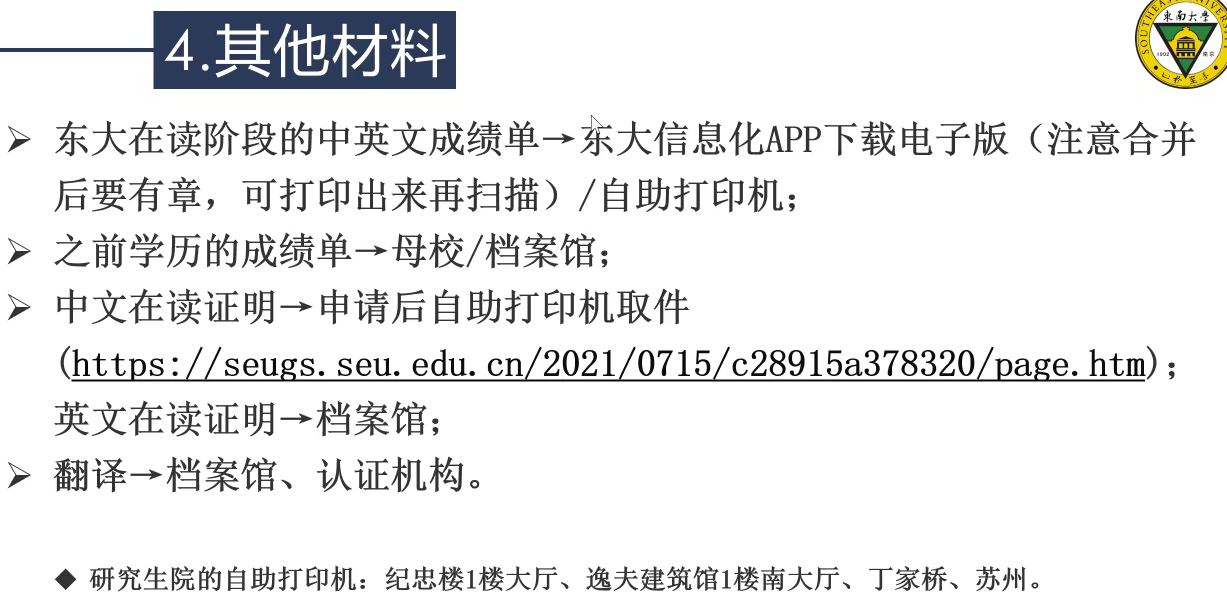 4.其他材料
東南大學
SOUTHEAST UNIVERSITY
1902 南京
止於至善
➢ 东大在读阶段的中英文成绩单→东大信息化APP下载电子版（注意合并
后要有章，可打印出来再扫描）/自助打印机；
➢ 之前学历的成绩单→母校/档案馆；
➢ 中文在读证明→申请后自助打印机取件
(https://seugs.seu.edu.cn/2021/0715/c28915a378320/page.htm)；
英文在读证明→档案馆；
➢ 翻译→档案馆、认证机构。
◆ 研究生院的自助打印机：纪忠楼1楼大厅、逸夫建筑馆1楼南大厅、丁家桥、苏州。